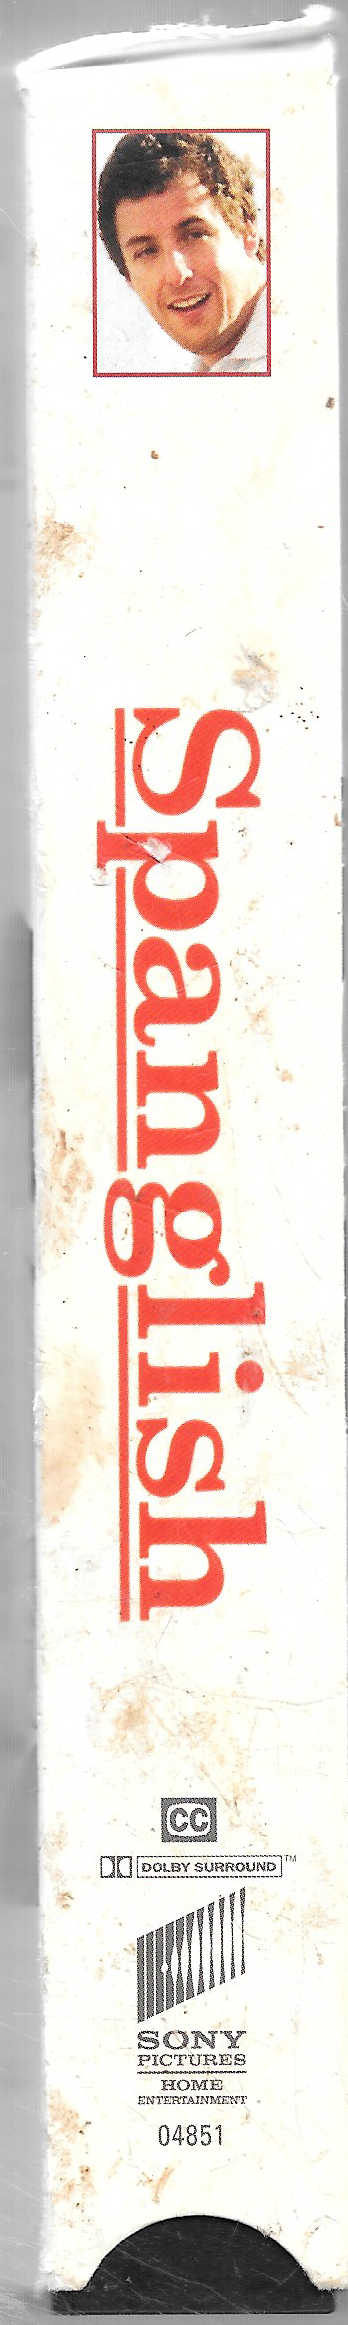 Spanglish
CC
DOLBY SURROUND™
SONY
PICTURES
HOME
ENTERTAINMENT
04851